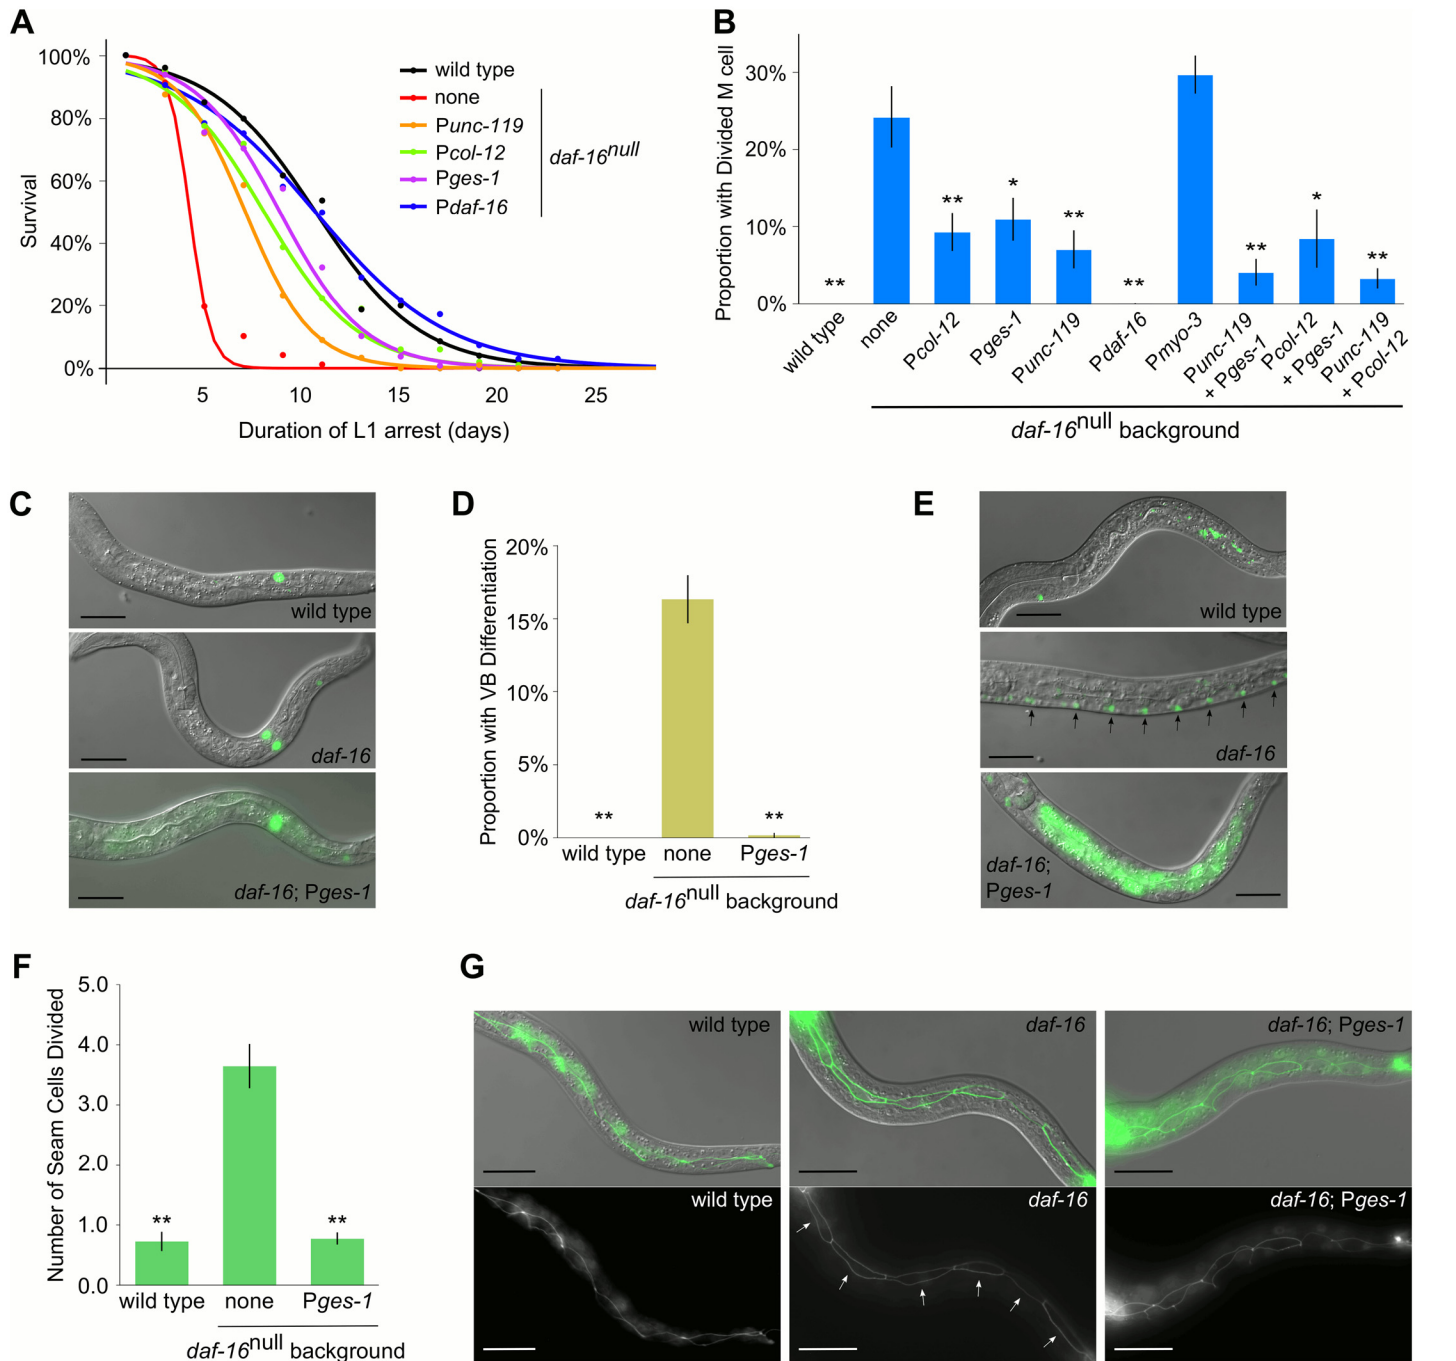 A
100%
80%
60%
40%
20%
0%
Survival
5
10
15
20
25
Duration of L1 arrest (days)
wild type
none
Punc-119
Pcol-12
Pges-1
Pdaf-16
daf-16null
B
30%
20%
10%
0%
Proportion with Divided M cell
**
**
*
**
**
**
*
**
wild type
none
Pcol-12
Pges-1
Punc-119
Pdaf-16
Pmyo-3
Punc-119
+ Pges-1
Pcol-12
+ Pges-1
Punc-119
+ Pcol-12
daf-16null background
C
wild type
daf-16
daf-16; Pges-1
D
20%
15%
10%
5%
0%
Proportion with VB Differentiation
**
**
wild type
none
Pges-1
daf-16null background
E
wild type
daf-16
daf-16;
Pges-1
F
5.0
4.0
3.0
2.0
1.0
0.0
Number of Seam Cells Divided
**
**
wild type
none
Pges-1
daf-16null background
G
wild type
daf-16
daf-16; Pges-1
wild type
daf-16
daf-16; Pges-1